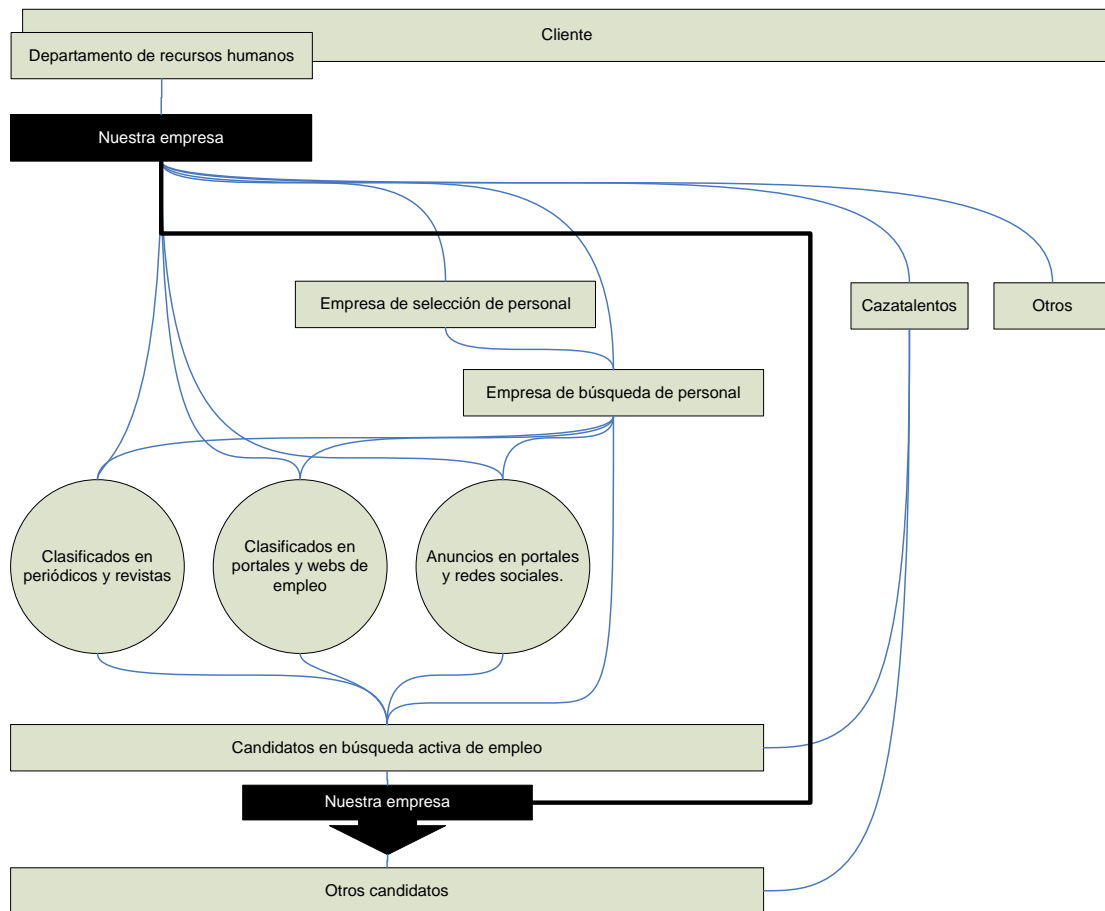 Cliente
Departamento de recursos humanos
Nuestra empresa
Empresa de selección de personal
Cazatalentos
Otros
Empresa de búsqueda de personal
Clasificados en
periódicos y revistas
Clasificados en
portales y webs de
empleo
Anuncios en portales
y redes sociales.
Candidatos en búsqueda activa de empleo
Nuestra empresa
Otros candidatos